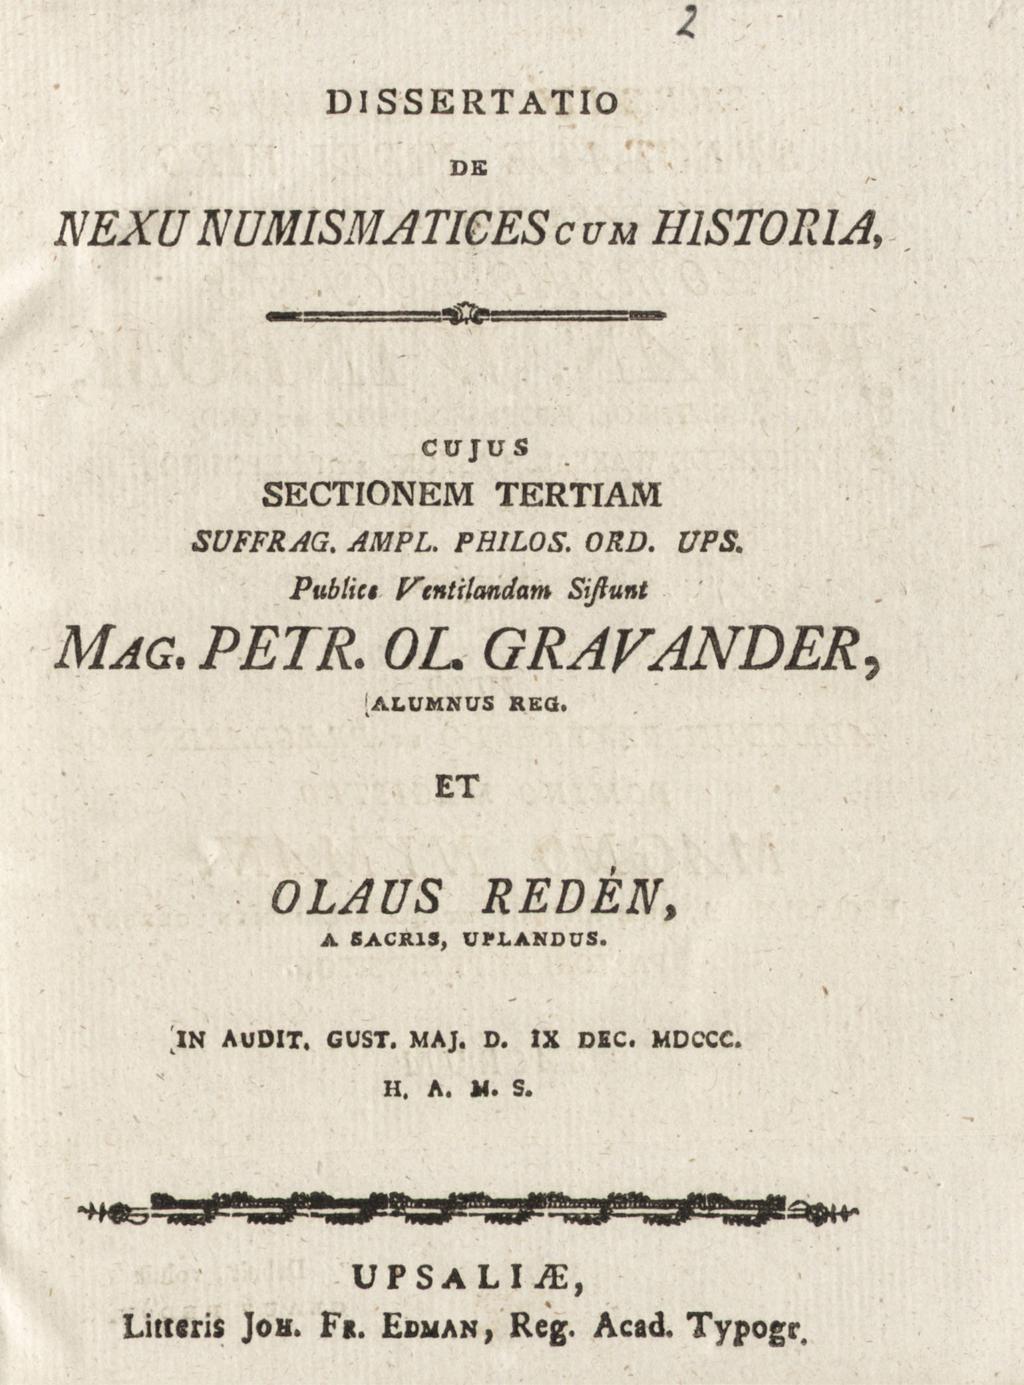 2
DISSERTATIO
DE
NEXU NUMISMATICES CUM HISTORIA,
CUJUS
SECTIONEM TERTIAM
SUFFRAG. AMPL. PHILOS. ORD. UPS.
Publice Ventilandam Siſtunt
MAG. PETR. OL. GRAVANDER,
ALUMNUS REG.
ET
OLAUS REDÉN,
A SACRIS, UPLANDUS.
IN AUDIT. GUST. MAJ. D. IX DEC. MDCCC.
H. A. M. S.
UPSALIÆ,
Litteris JOH. FR. EDMAN, Reg. Acad. Typogr.